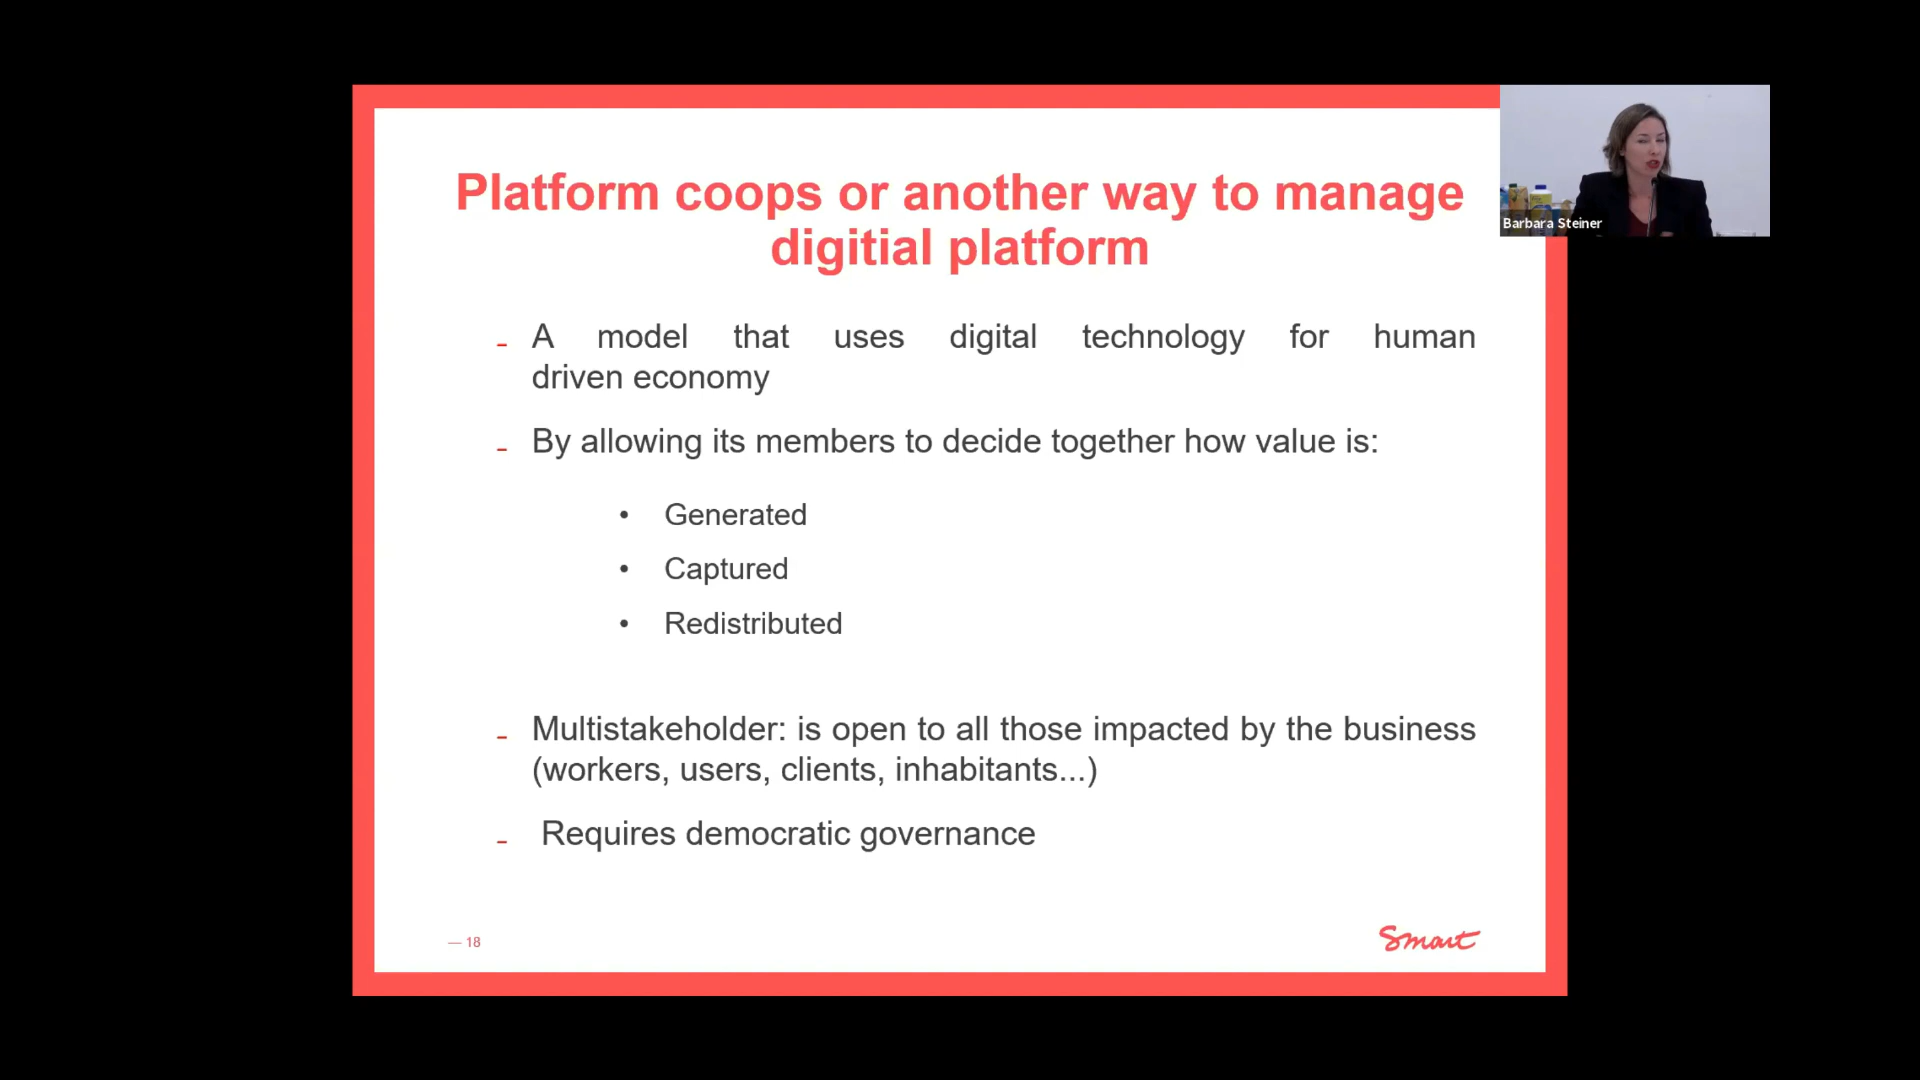 Platform coops or another way to manage
digitial platform
- A model that uses digital technology for human
driven economy
- By allowing its members to decide together how value is:
• Generated
• Captured
• Redistributed
- Multistakeholder: is open to all those impacted by the business
(workers, users, clients, inhabitants...)
- Requires democratic governance
— 18
Smart
Barbara Steiner